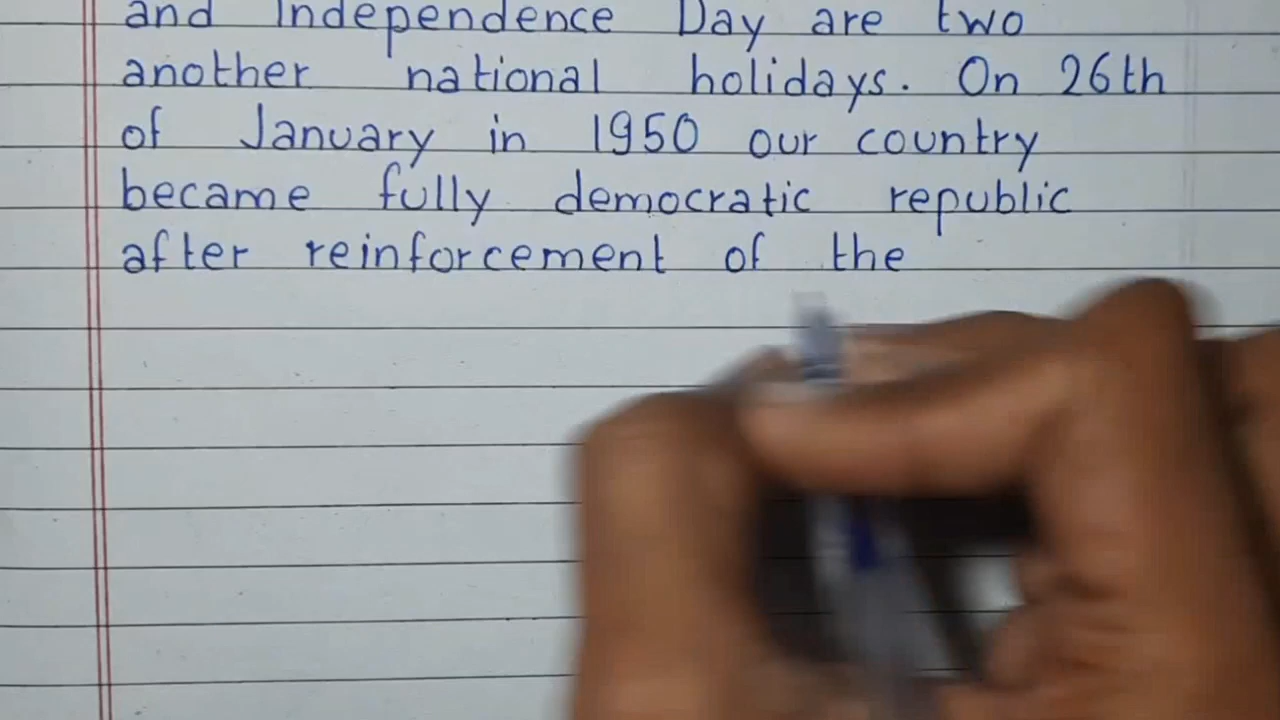 and Independence Day are two
another national holidays. On 26th
of January in 1950 our country
became fully democratic republic
after reinforcement of the